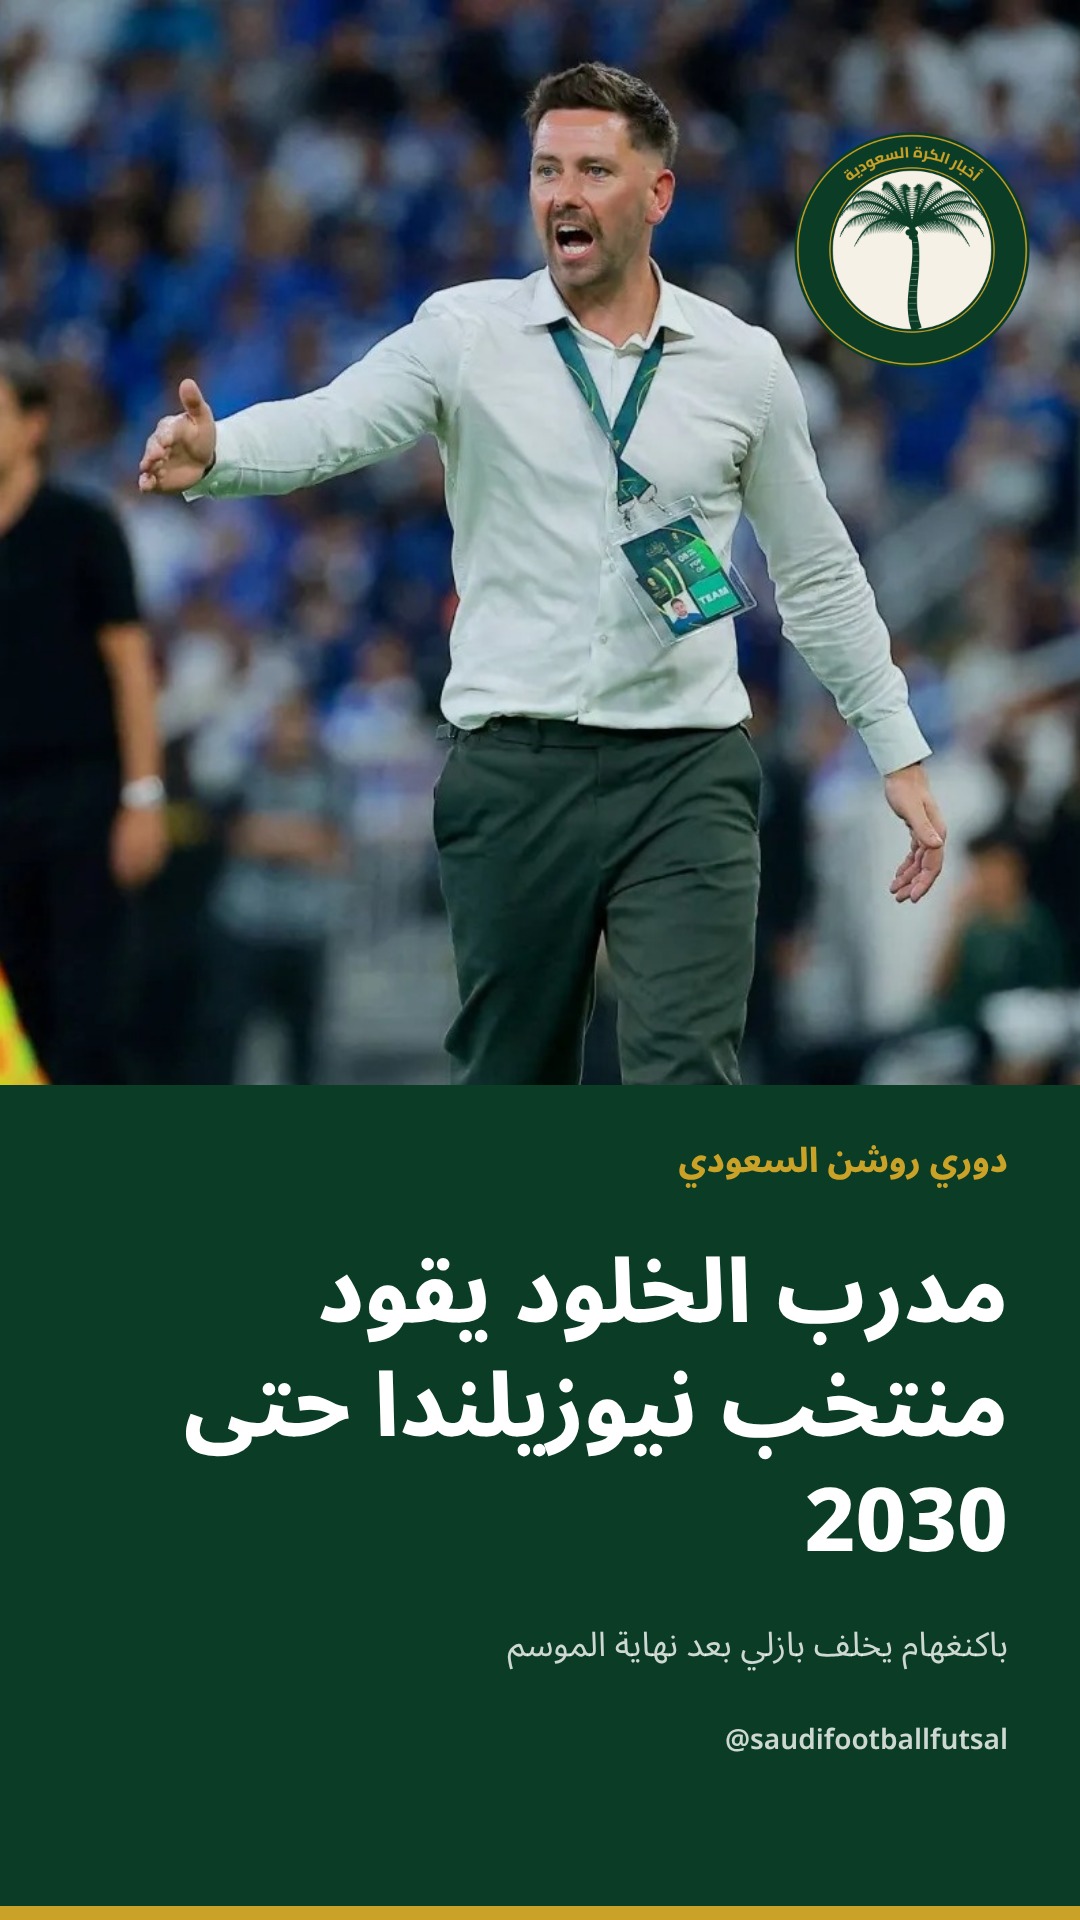 أخبار الكرة السعودية
TEAM
دوري روشن السعودي
مدرب الخلود يقود
منتخب نيوزيلندا حتى
2030
باكنغهام يخلف بازلي بعد نهاية الموسم
@saudifootballfutsal